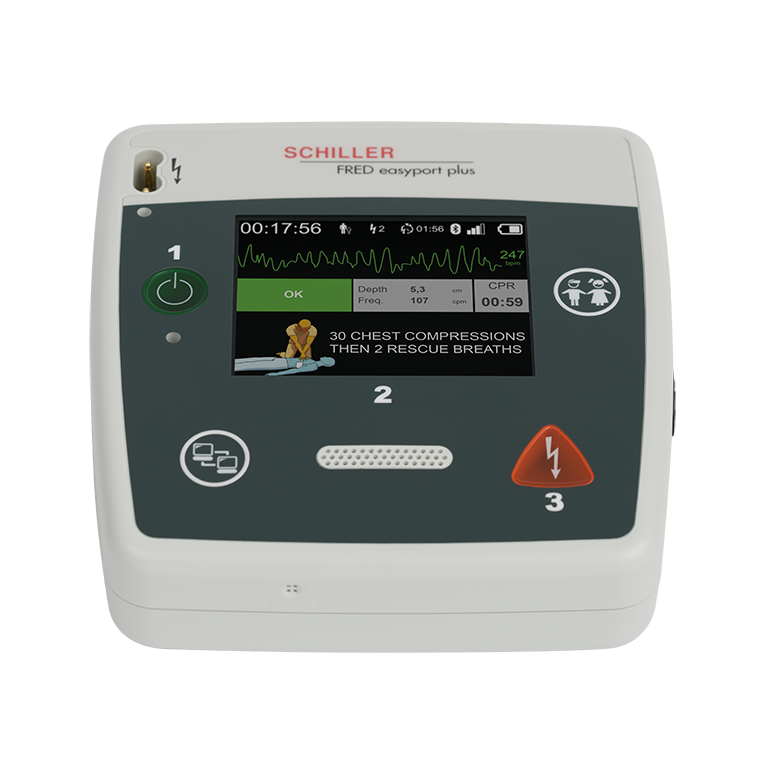 SCHILLER
FRED easyport plus
1
00:17:56 2 01:56
247
bpm
OK
Depth 5,3 cm
Freq. 107 cpm
CPR
00:59
30 CHEST COMPRESSIONS
THEN 2 RESCUE BREATHS
2
3